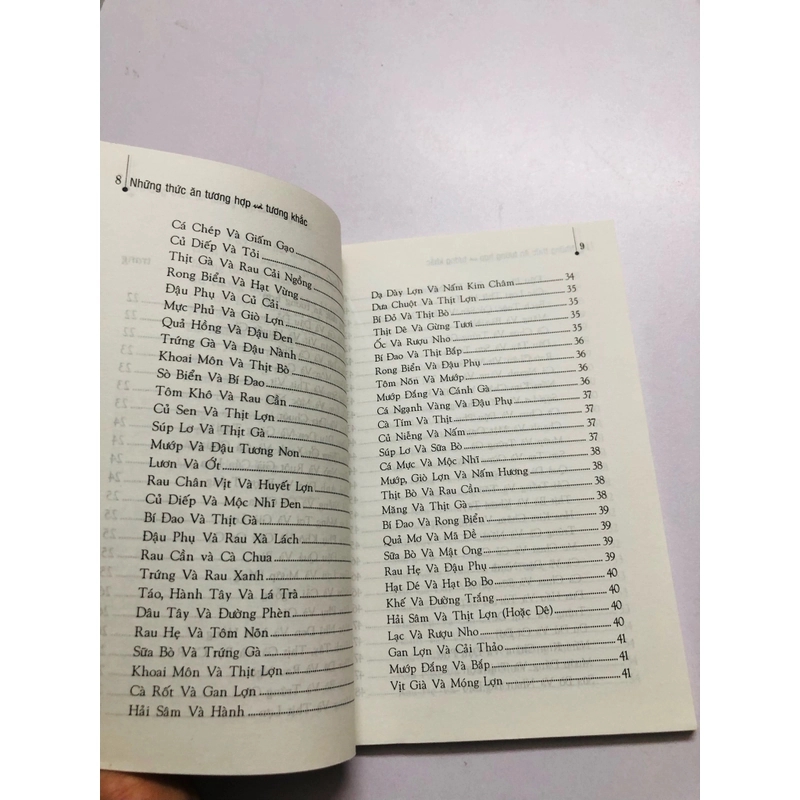 8 Những thức ăn tương hợp và tương khắc
Cá Chép Và Giấm Gạo
Củ Diếp Và Tỏi
Thịt Gà Và Rau Cải Ngồng
Rong Biển Và Hạt Vừng
Đậu Phụ Và Củ Cải
Mực Phủ Và Giò Lợn
Quả Hồng Và Đậu Đen
Trứng Gà Và Đậu Nành
Khoai Môn Và Thịt Bò
Sò Biển Và Bí Đao
Tôm Khô Và Rau Cần
Củ Sen Và Thịt Lợn
Súp Lơ Và Thịt Gà
Mướp Và Đậu Tương Non
Lươn Và Ớt
Rau Chân Vịt Và Huyết Lợn
Củ Diếp Và Mộc Nhĩ Đen
Bí Đao Và Thịt Gà
Đậu Phụ Và Rau Xà Lách
Rau Cần và Cà Chua
Trứng Và Rau Xanh
Táo, Hành Tây Và Lá Trà
Dâu Tây Và Đường Phèn
Rau Hẹ Và Tôm Nõn
Sữa Bò Và Trứng Gà
Khoai Môn Và Thịt Lợn
Cà Rốt Và Gan Lợn
Hải Sâm Và Hành
9
Dạ Dày Lợn Và Nấm Kim Châm 34
Dưa Chuột Và Thịt Lợn 35
Bí Đỏ Và Thịt Bò 35
Thịt Dê Và Gừng Tươi 35
Ốc Và Rượu Nho 35
Bí Đao Và Thịt Bắp 35
Rong Biển Và Đậu Phụ 36
Tôm Nõn Và Mướp 36
Mướp Đắng Và Cánh Gà 36
Cá Ngạnh Vàng Và Đậu Phụ 36
Cà Tím Và Thịt 37
Củ Niễng Và Nấm 37
Súp Lơ Và Sữa Bò 37
Cá Mực Và Mộc Nhĩ 37
Mướp, Giò Lợn Và Nấm Hương 38
Thịt Bò Và Rau Cần 38
Măng Và Thịt Gà 38
Bí Đao Và Rong Biển 39
Quả Mơ Và Mã Đề 39
Sữa Bò Và Mật Ong 39
Rau Hẹ Và Đậu Phụ 39
Hạt Dẻ Và Hạt Bo Bo 40
Khế Và Đường Trắng 40
Hải Sâm Và Thịt Lợn (Hoặc Dê) 40
Lạc Và Rượu Nho 40
Gan Lợn Và Cải Thảo 41
Mướp Đắng Và Bắp 41
Vịt Già Và Móng Lợn 41